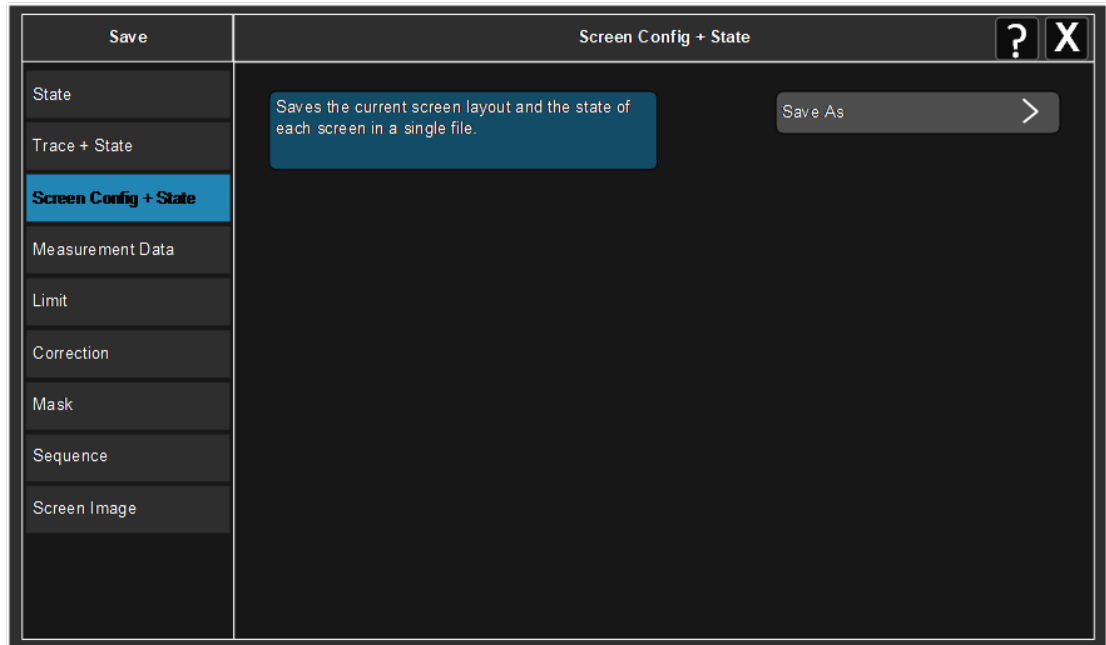 Save
Screen Config + State
? X
State
Trace + State
Screen Config + State
Measurement Data
Limit
Correction
Mask
Sequence
Screen Image
Saves the current screen layout and the state of
each screen in a single file.
Save As